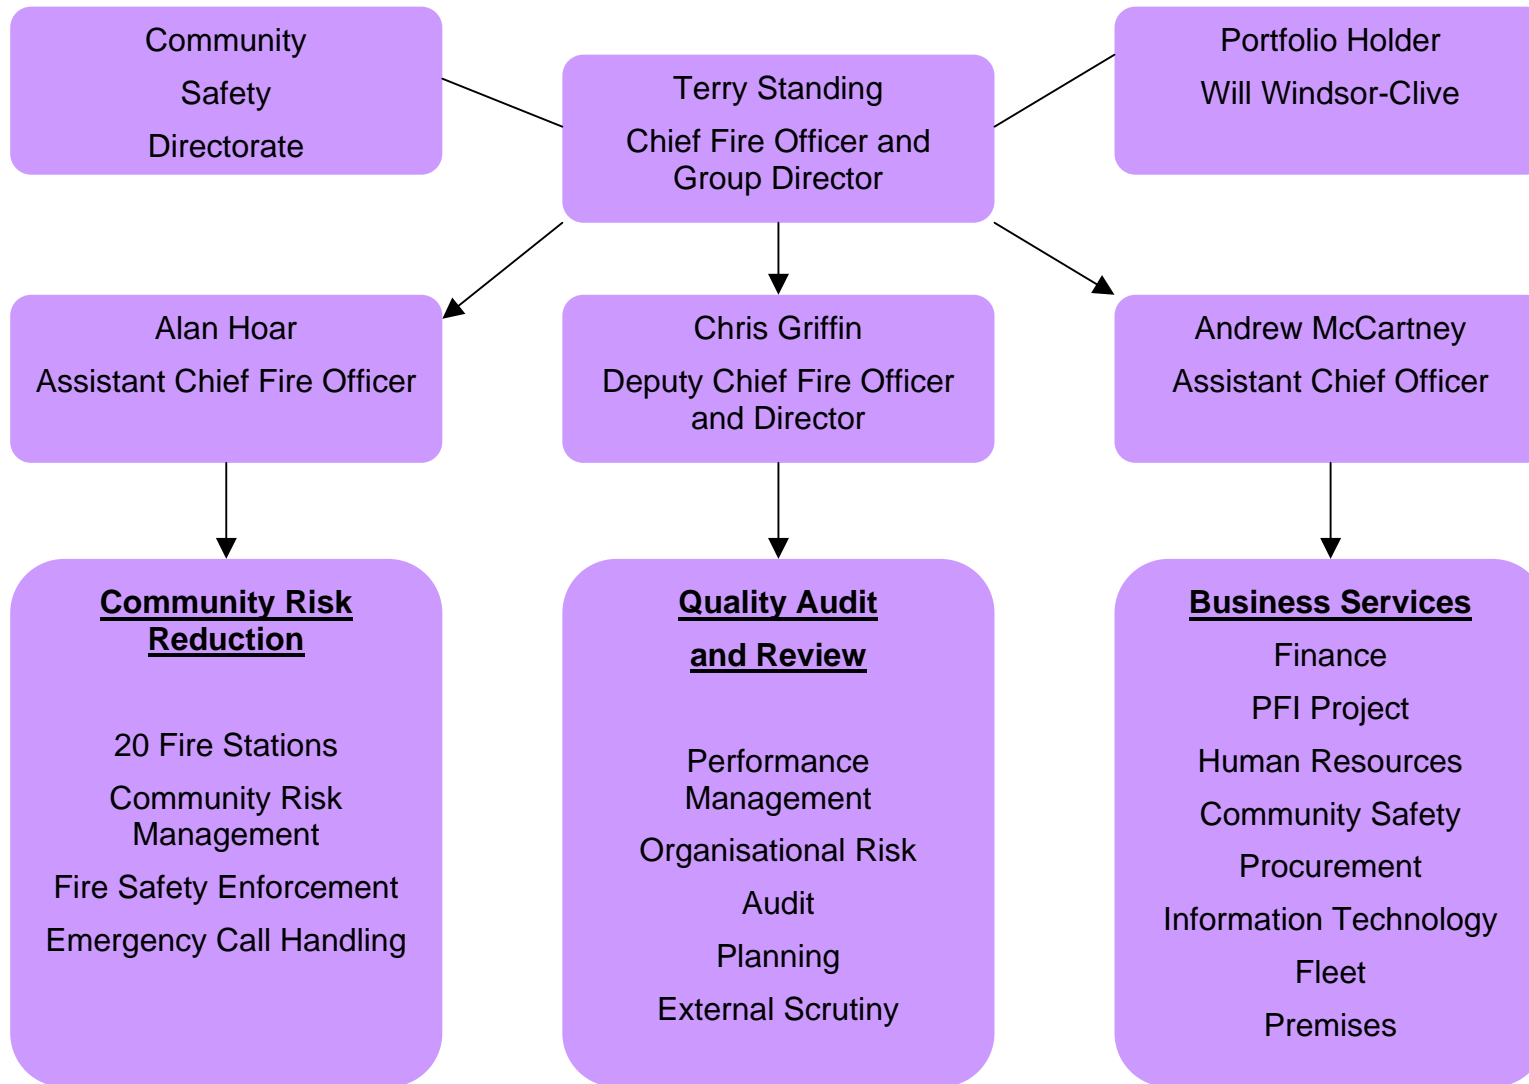 Community
Safety
Directorate
Terry Standing
Chief Fire Officer and
Group Director
Portfolio Holder
Will Windsor-Clive
Alan Hoar
Assistant Chief Fire Officer
Chris Griffin
Deputy Chief Fire Officer
and Director
Andrew McCartney
Assistant Chief Officer
Community Risk
Reduction
20 Fire Stations
Community Risk
Management
Fire Safety Enforcement
Emergency Call Handling
Quality Audit
and Review
Performance
Management
Organisational Risk
Audit
Planning
External Scrutiny
Business Services
Finance
PFI Project
Human Resources
Community Safety
Procurement
Information Technology
Fleet
Premises